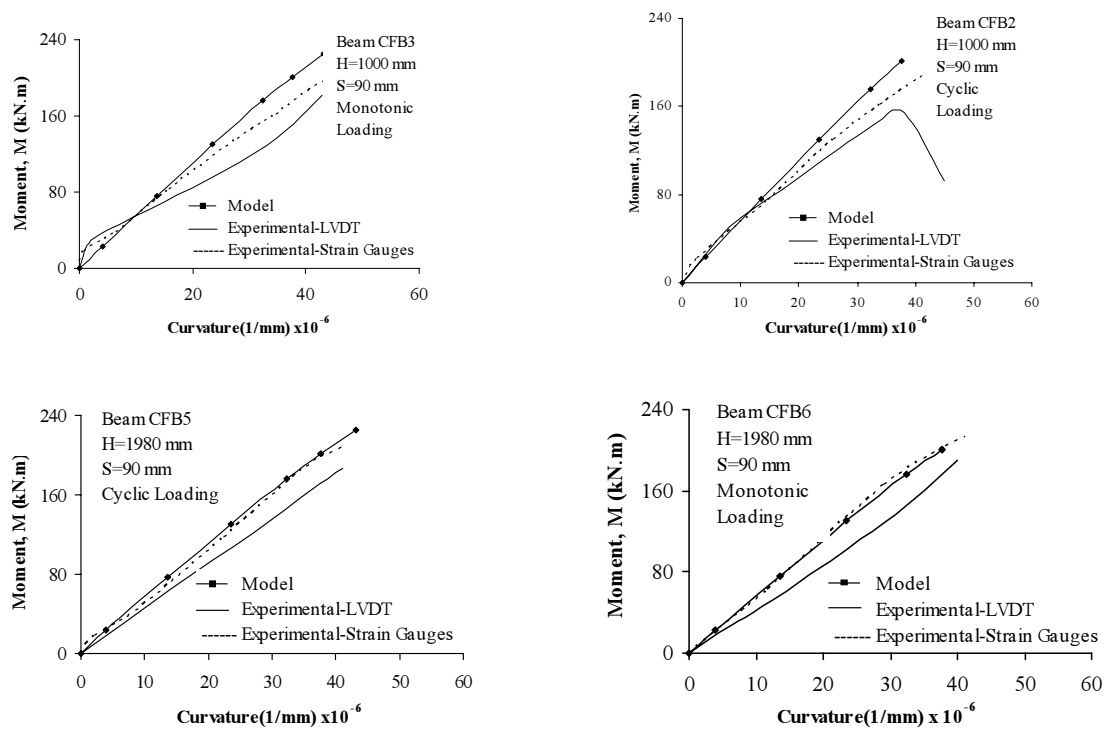 Beam CFB3
H=1000 mm
S=90 mm
Monotonic
Loading
Moment, M (kN.m)
240
160
80
0
Model
Experimental-LVDT
Experimental-Strain Gauges
0 20 40 60
Curvature(1/mm) x10⁻⁶
Beam CFB2
H=1000 mm
S=90 mm
Cyclic
Loading
Moment, M (kN.m)
240
160
80
0
Model
Experimental-LVDT
Experimental-Strain Gauges
0 10 20 30 40 50 60
Curvature(1/mm) x10⁻⁶
Beam CFB5
H=1980 mm
S=90 mm
Cyclic Loading
Moment, M (kN.m)
240
160
80
0
Model
Experimental-LVDT
Experimental-Strain Gauges
0 10 20 30 40 50 60
Curvature(1/mm) x10⁻⁶
Beam CFB6
H=1980 mm
S=90 mm
Monotonic
Loading
Moment, M (kN.m)
240
160
80
0
Model
Experimental-LVDT
Experimental-Strain Gauges
0 10 20 30 40 50 60
Curvature(1/mm) x 10⁻⁶